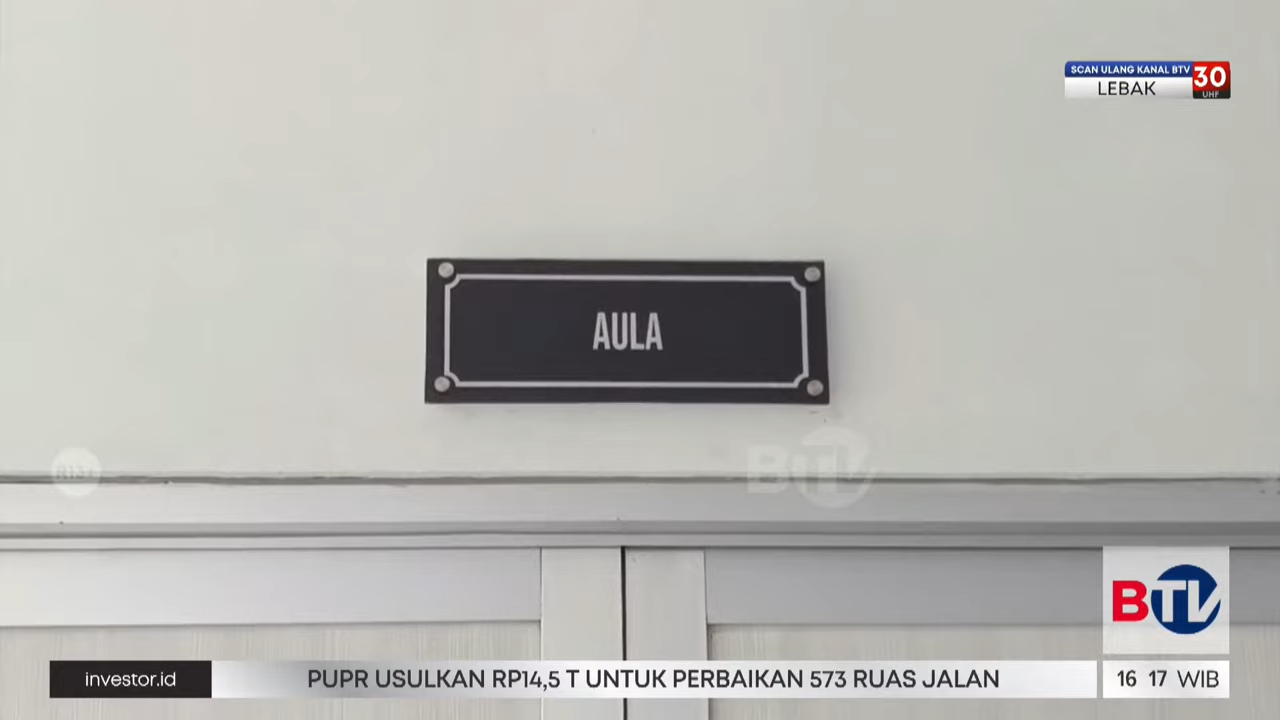 SCAN ULANG KANAL BTV
LEBAK
30
UHF
AULA
BTV
BTV
investor.id
PUPR USULKAN RP14,5 T UNTUK PERBAIKAN 573 RUAS JALAN
16 17 WIB